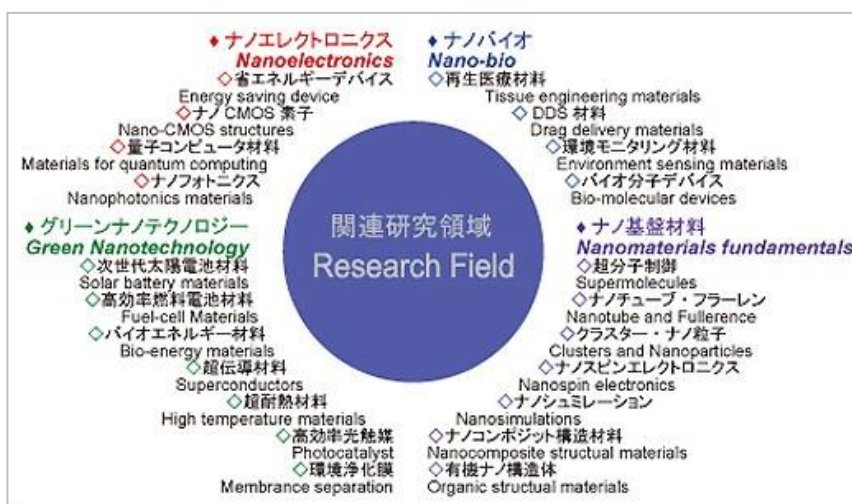 ♦ ナノエレクトロニクス
Nanoelectronics
◇省エネルギーデバイス
Energy saving device
◇ナノ CMOS 素子
Nano-CMOS structures
◇量子コンピュータ材料
Materials for quantum computing
◇ナノフォトニクス
Nanophotonics materials
♦ ナノバイオ
Nano-bio
◇再生医療材料
Tissue engineering materials
◇ DDS 材料
Drag delivery materials
◇環境モニタリング材料
Environment sensing materials
◇バイオ分子デバイス
Bio-molecular devices
関連研究領域
Research Field
♦ グリーンナノテクノロジー
Green Nanotechnology
◇次世代太陽電池材料
Solar battery materials
◇高効率燃料電池材料
Fuel-cell Materials
◇バイオエネルギー材料
Bio-energy materials
◇超伝導材料
Superconductors
◇超耐熱材料
High temperature materials
◇高効率光触媒
Photocatalyst
◇環境浄化膜
Membrance separation
♦ ナノ基盤材料
Nanomaterials fundamentals
◇超分子制御
Supermolecules
◇ナノチューブ・フラーレン
Nanotube and Fullerence
◇クラスター・ナノ粒子
Clusters and Nanoparticles
◇ナノスピンエレクトロニクス
Nanospin electronics
◇ナノシュミレーション
Nanosimulations
◇ナノコンポジット構造材料
Nanocomposite structual materials
◇有機ナノ構造体
Organic structual materials